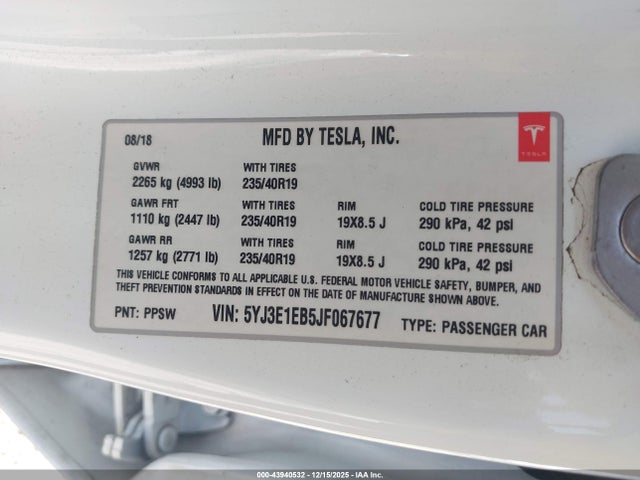 08/18 MFD BY TESLA, INC.
TESLA
GVWR WITH TIRES
2265 kg (4993 lb) 235/40R19
GAWR FRT WITH TIRES RIM COLD TIRE PRESSURE
1110 kg (2447 lb) 235/40R19 19X8.5 J 290 kPa, 42 psi
GAWR RR WITH TIRES RIM COLD TIRE PRESSURE
1257 kg (2771 lb) 235/40R19 19X8.5 J 290 kPa, 42 psi
THIS VEHICLE CONFORMS TO ALL APPLICABLE U.S. FEDERAL MOTOR VEHICLE SAFETY, BUMPER, AND
THEFT PREVENTION STANDARDS IN EFFECT ON THE DATE OF MANUFACTURE SHOWN ABOVE.
PNT: PPSW VIN: 5YJ3E1EB5JF067677 TYPE: PASSENGER CAR
000-43940532 - 12/15/2025 - IAA Inc.